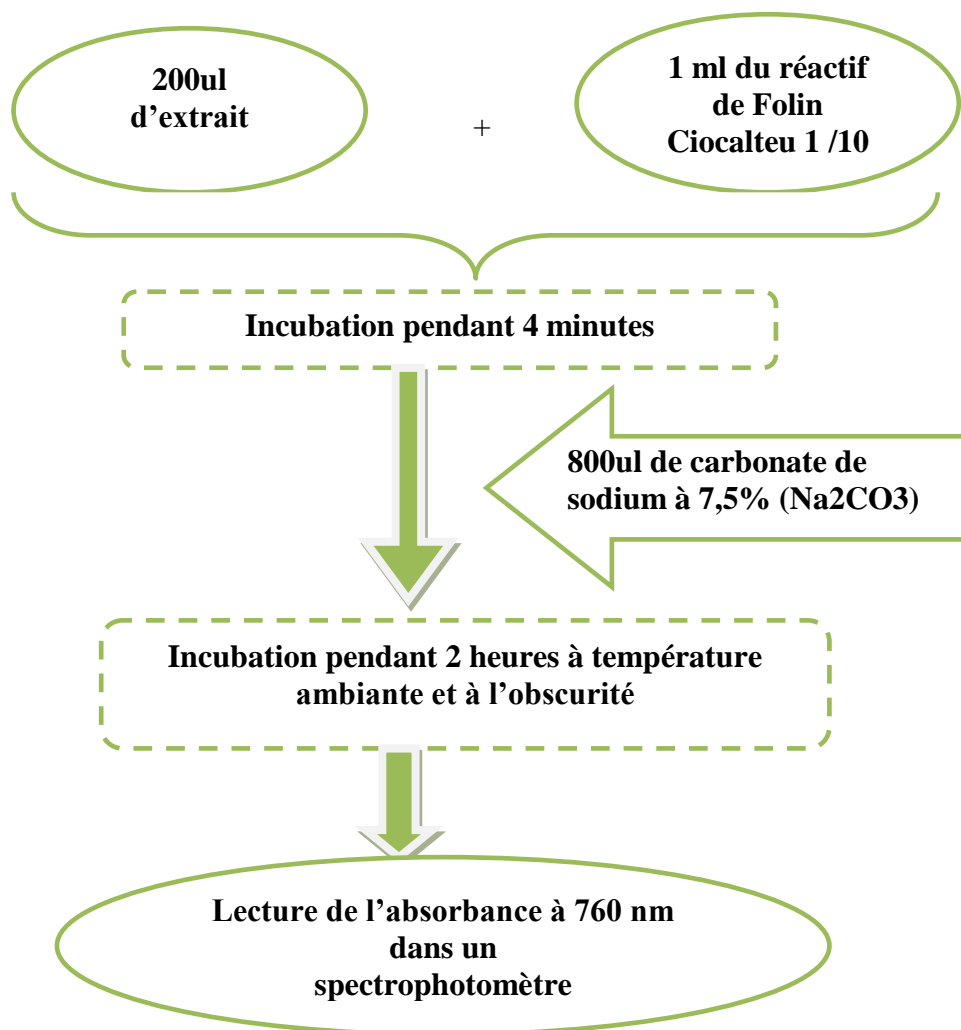 200ul
d’extrait
+
1 ml du réactif
de Folin
Ciocalteu 1 /10
Incubation pendant 4 minutes
800ul de carbonate de
sodium à 7,5% (Na2CO3)
Incubation pendant 2 heures à température
ambiante et à l’obscurité
Lecture de l’absorbance à 760 nm
dans un
spectrophotomètre